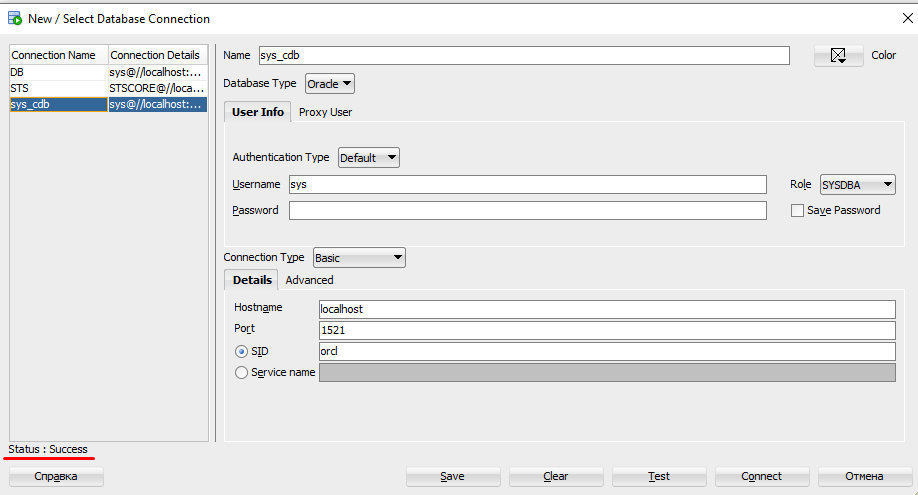 New / Select Database Connection
Connection Name Connection Details
DB sys@//localhost:...
STS STSCORE@//loca...
sys_cdb sys@//localhost:...
Name sys_cdb Color
Database Type Oracle
User Info Proxy User
Authentication Type Default
Username sys Role SYSDBA
Password Save Password
Connection Type Basic
Details Advanced
Hostname localhost
Port 1521
SID orcl
Service name
Status : Success
Справка Save Clear Test Connect Отмена